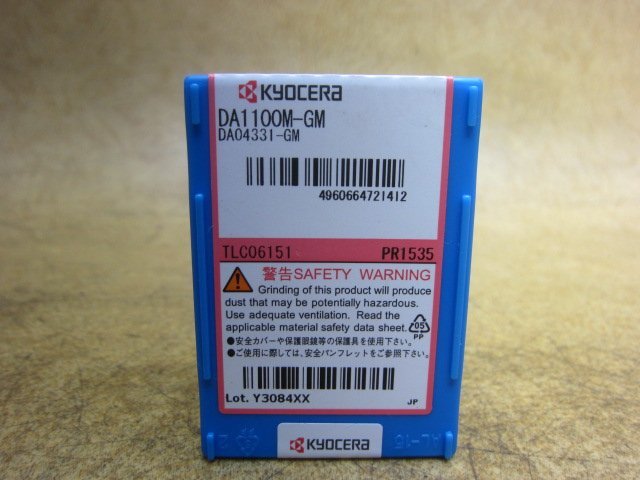 KYOCERA
DA1100M-GM
DA04331-GM
4960664721412
TLC06151 PR1535
警告SAFETY WARNING
Grinding of this product will produce
dust that may be potentially hazardous.
Use adequate ventilation. Read the
applicable material safety data sheet.
05
PP
●安全カバーや保護眼鏡等の保護具を使用下さい。
●ご使用に際しては、安全パンフレットをご参照下さい。
Lot. Y3084XX JP
KYOCERA